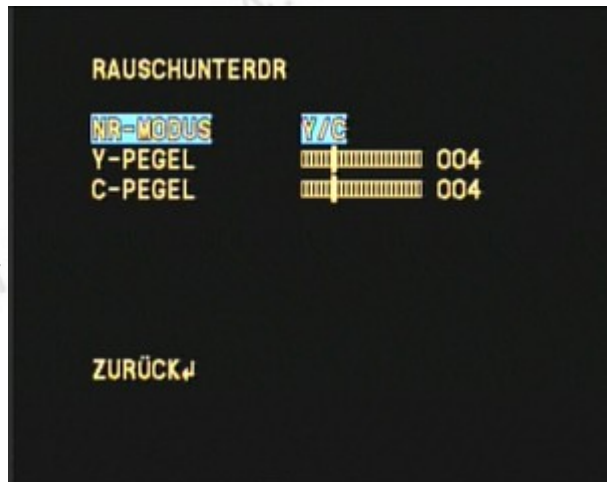 RAUSCHUNTERDR
NR-MODUS Y/C
Y-PEGEL 004
C-PEGEL 004
ZURÜCK↲